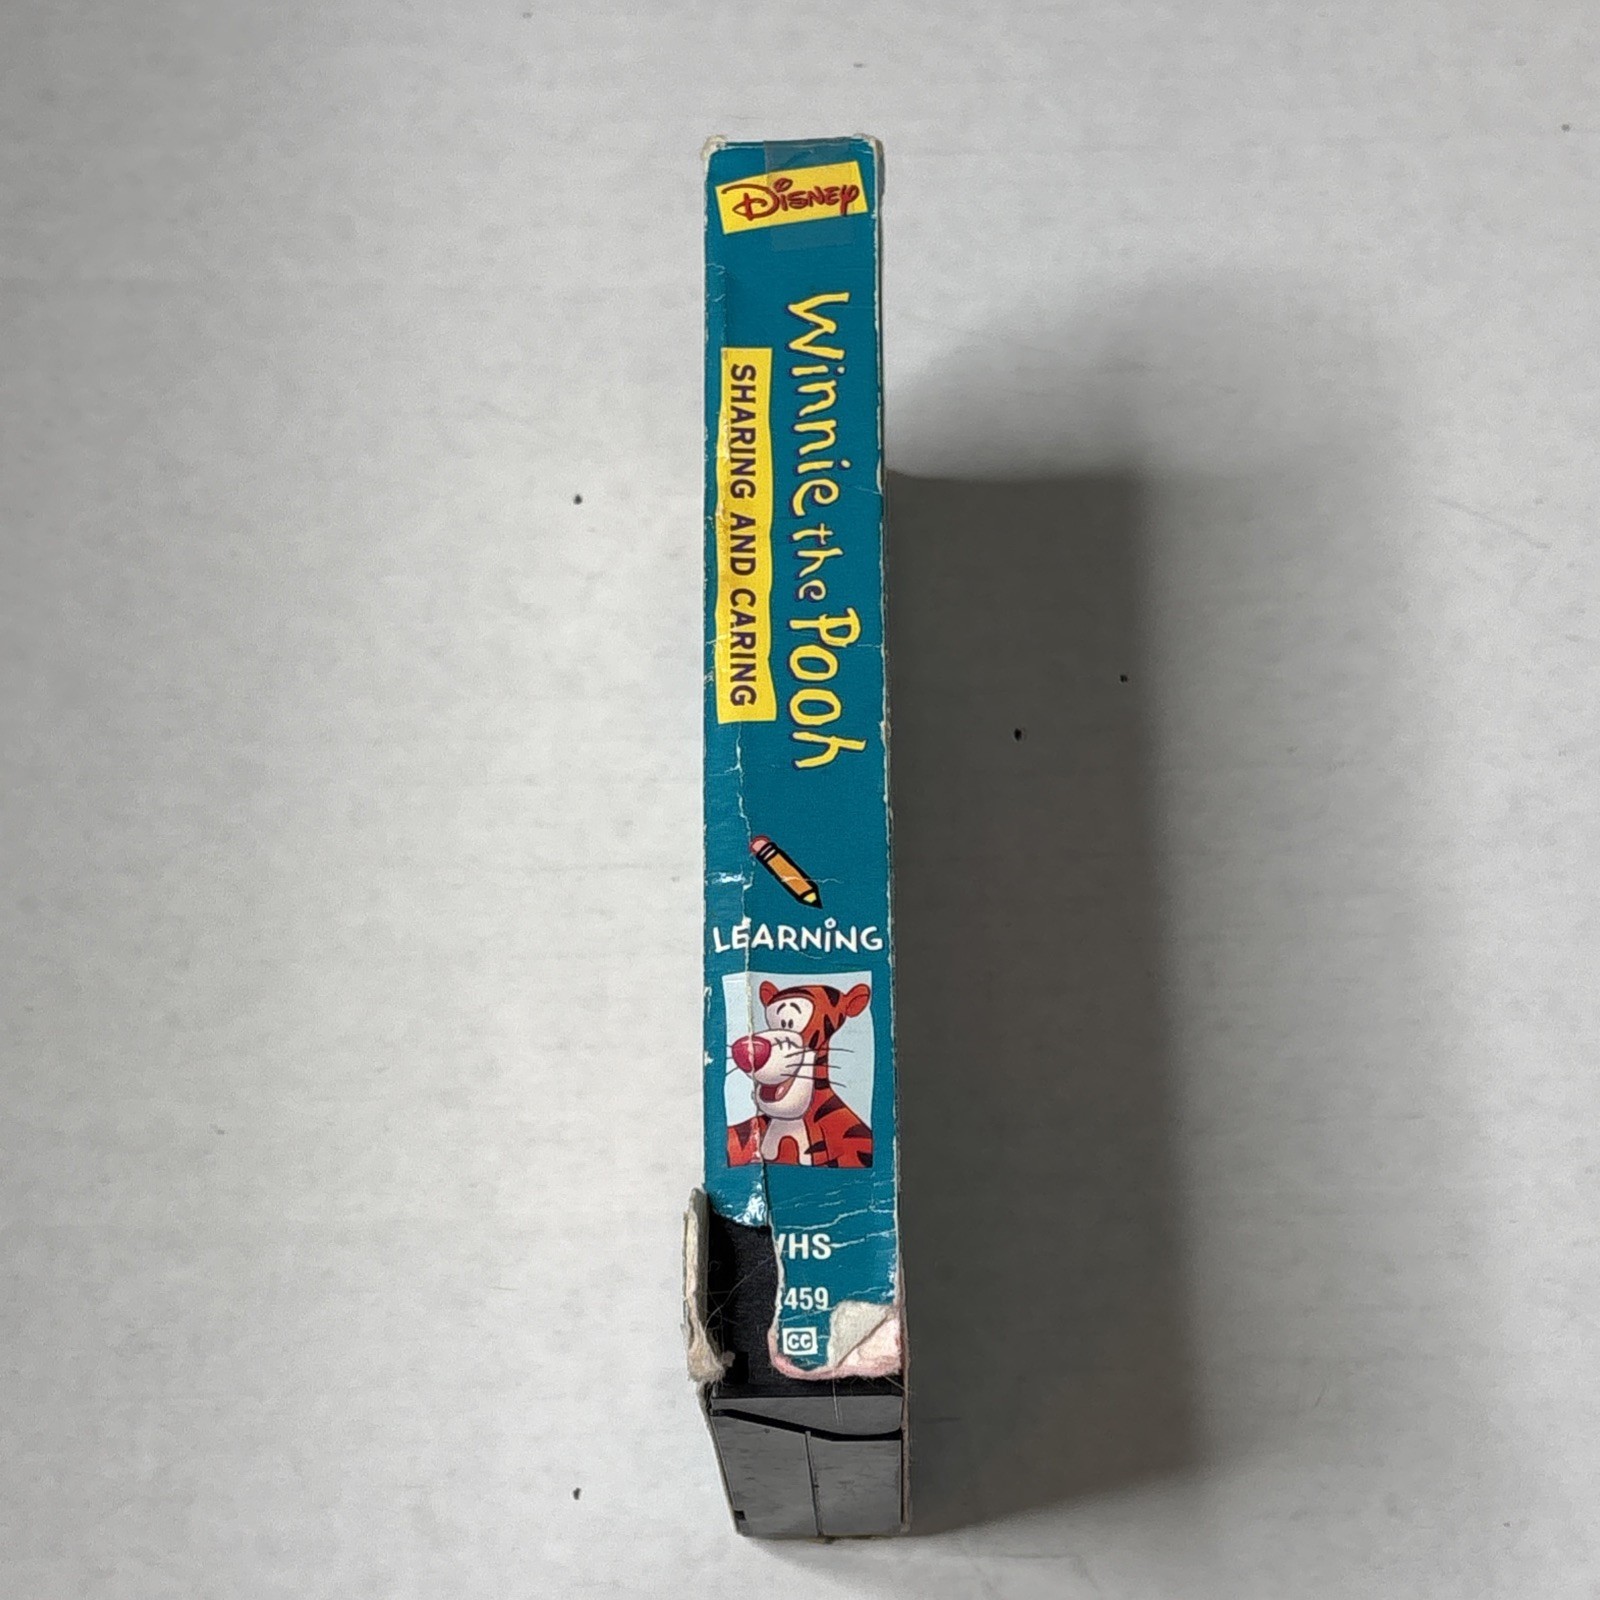 Disney
Winnie the Pooh
SHARING AND CARING
LEARNING
VHS
459
CC